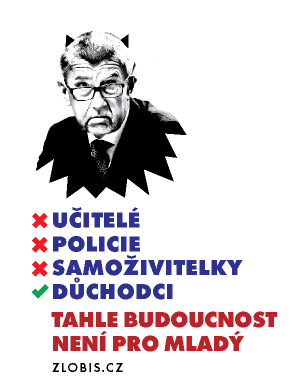 UČITELÉ
POLICIE
SAMOŽIVITELKY
DŮCHODCI
TAHLE BUDOUCNOST
NENÍ PRO MLADÝ
ZLOBIS.CZ